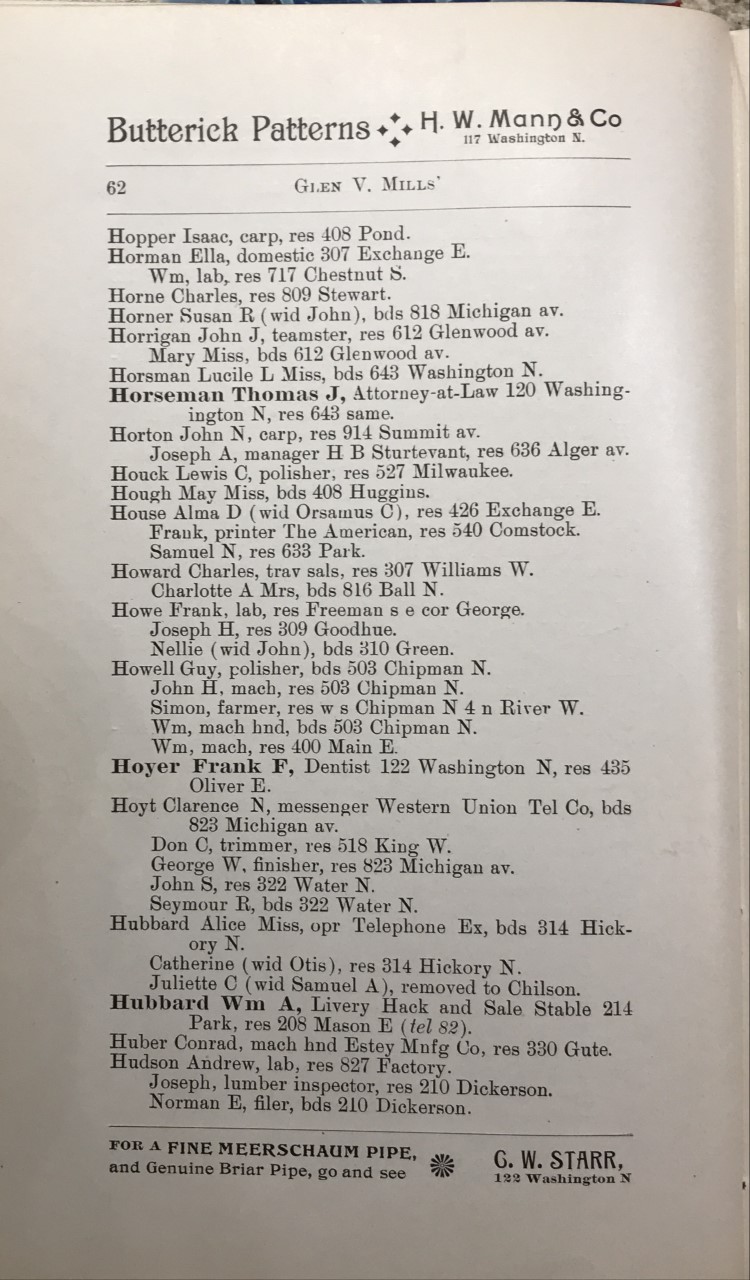 Butterick Patterns H. W. Mann & Co
117 Washington N.
62 GLEN V. MILLS'
Hopper Isaac, carp, res 408 Pond.
Horman Ella, domestic 307 Exchange E.
Wm, lab, res 717 Chestnut S.
Horne Charles, res 809 Stewart.
Horner Susan R (wid John), bds 818 Michigan av.
Horrigan John J, teamster, res 612 Glenwood av.
Mary Miss, bds 612 Glenwood av.
Horsman Lucile L Miss, bds 643 Washington N.
Horseman Thomas J, Attorney-at-Law 120 Washing-
ington N, res 643 same.
Horton John N, carp, res 914 Summit av.
Joseph A, manager H B Sturtevant, res 636 Alger av.
Houck Lewis C, polisher, res 527 Milwaukee.
Hough May Miss, bds 408 Huggins.
House Alma D (wid Orsamus C), res 426 Exchange E.
Frank, printer The American, res 540 Comstock.
Samuel N, res 633 Park.
Howard Charles, trav sals, res 307 Williams W.
Charlotte A Mrs, bds 816 Ball N.
Howe Frank, lab, res Freeman s e cor George.
Joseph H, res 309 Goodhue.
Nellie (wid John), bds 310 Green.
Howell Guy, polisher, bds 503 Chipman N.
John H, mach, res 503 Chipman N.
Simon, farmer, res w s Chipman N 4 n River W.
Wm, mach hnd, bds 503 Chipman N.
Wm, mach, res 400 Main E.
Hoyer Frank F, Dentist 122 Washington N, res 435
Oliver E.
Hoyt Clarence N, messenger Western Union Tel Co, bds
823 Michigan av.
Don C, trimmer, res 518 King W.
George W, finisher, res 823 Michigan av.
John S, res 322 Water N.
Seymour R, bds 322 Water N.
Hubbard Alice Miss, opr Telephone Ex, bds 314 Hick-
ory N.
Catherine (wid Otis), res 314 Hickory N.
Juliette C (wid Samuel A), removed to Chilson.
Hubbard Wm A, Livery Hack and Sale Stable 214
Park, res 208 Mason E (tel 82).
Huber Conrad, mach hnd Estey Mnfg Co, res 330 Gute.
Hudson Andrew, lab, res 827 Factory.
Joseph, lumber inspector, res 210 Dickerson.
Norman E, filer, bds 210 Dickerson.
FOR A FINE MEERSCHAUM PIPE,
and Genuine Briar Pipe, go and see
G. W. STARR,
122 Washington N